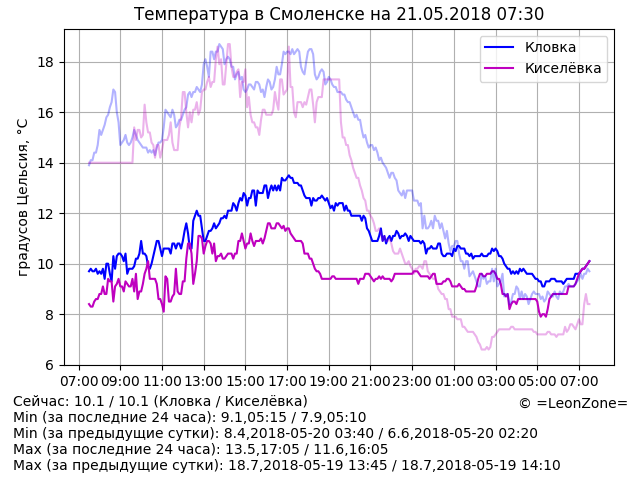 Температура в Смоленске на 21.05.2018 07:30
Кловка
Киселёвка
градусов Цельсия, °C
18
16
14
12
10
8
6
07:00 09:00 11:00 13:00 15:00 17:00 19:00 21:00 23:00 01:00 03:00 05:00 07:00
Сейчас: 10.1 / 10.1 (Кловка / Киселёвка)
© =LeonZone=
Min (за последние 24 часа): 9.1,05:15 / 7.9,05:10
Min (за предыдущие сутки): 8.4,2018-05-20 03:40 / 6.6,2018-05-20 02:20
Max (за последние 24 часа): 13.5,17:05 / 11.6,16:05
Max (за предыдущие сутки): 18.7,2018-05-19 13:45 / 18.7,2018-05-19 14:10